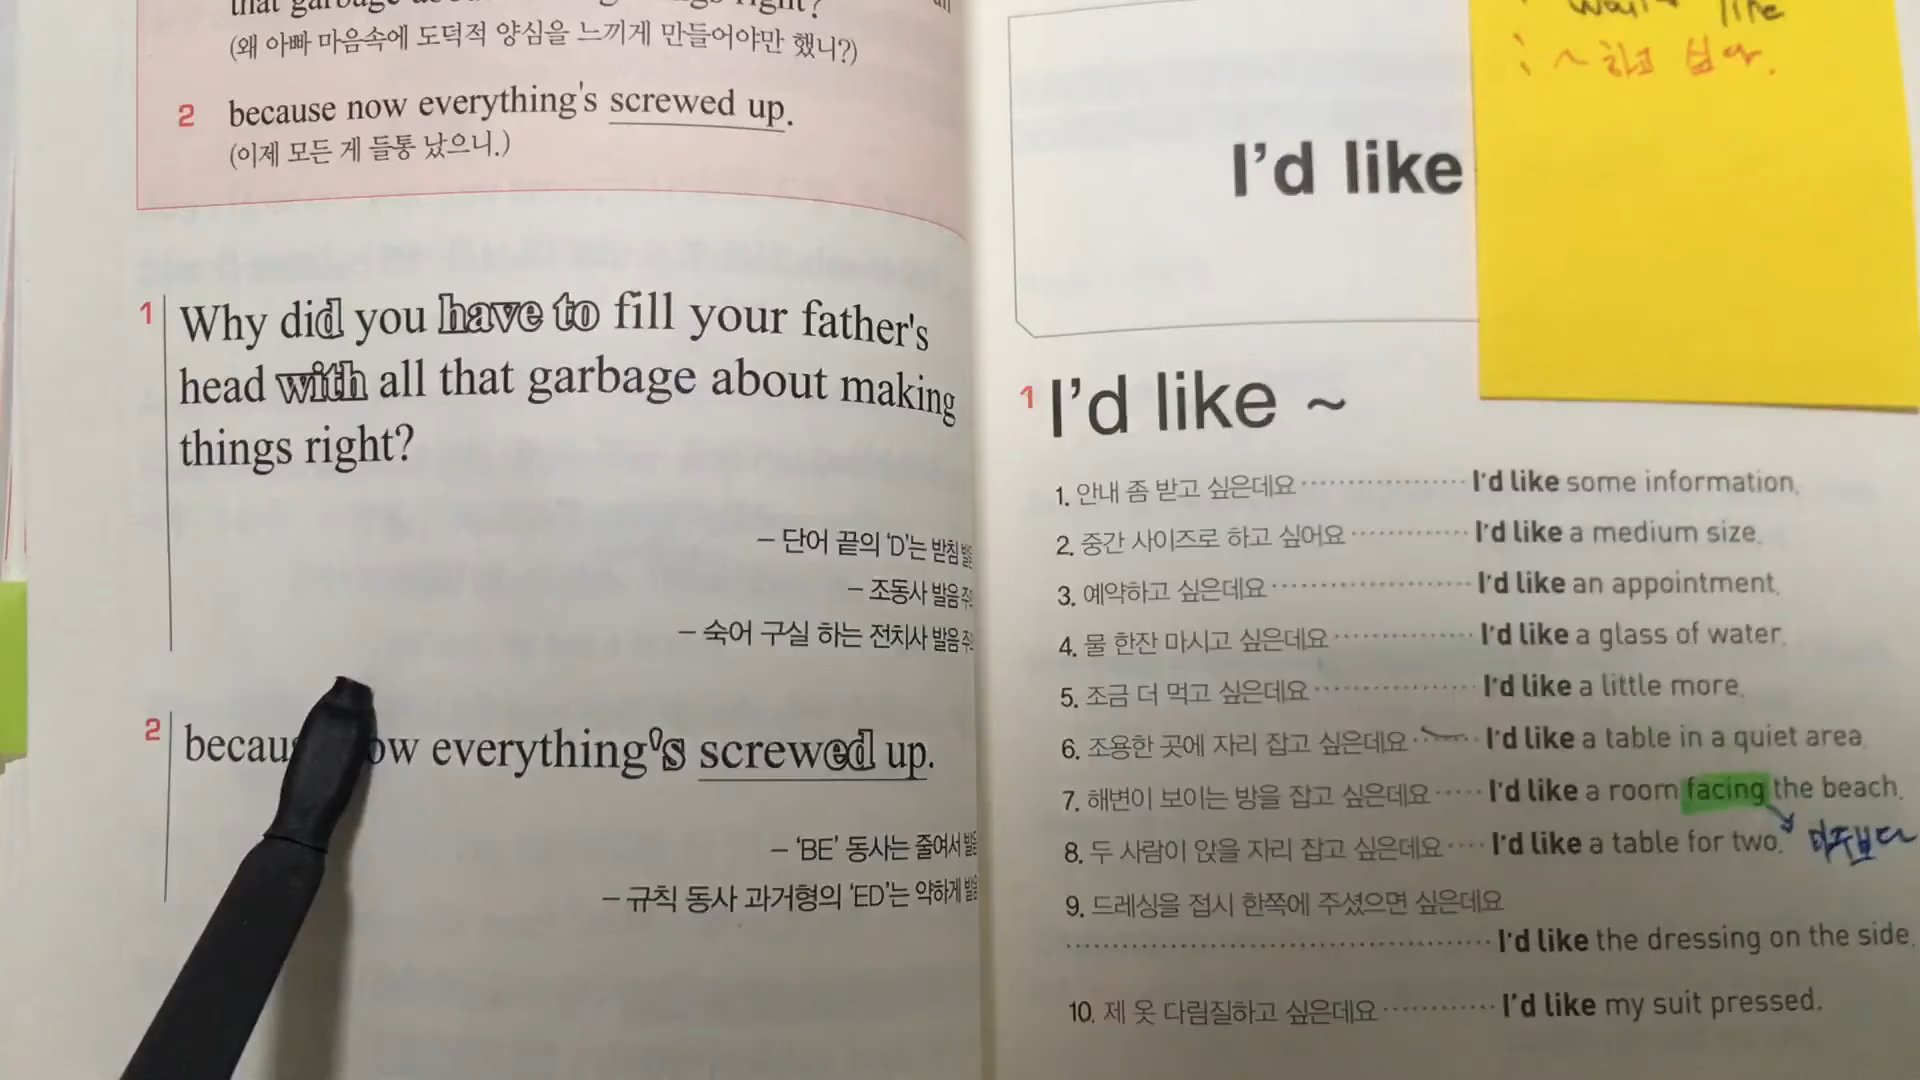 that garbage about making things right?
(왜 아빠 마음속에 도덕적 양심을 느끼게 만들어야만 했니?)
2 because now everything's screwed up.
(이제 모든 게 들통 났으니.)
1 Why did you have to fill your father's
head with all that garbage about making
things right?
– 단어 끝의 'D'는 받침
– 조동사 발음
– 숙어 구실 하는 전치사 발음
2 everything's screwed up.
– 'BE' 동사는 줄여서
– 규칙 동사 과거형의 'ED'는 약하게
would like
: ~하고 싶다.
I'd like
1 I'd like ~
1. 안내 좀 받고 싶은데요 I'd like some information.
2. 중간 사이즈로 하고 싶어요 I'd like a medium size.
3. 예약하고 싶은데요 I'd like an appointment.
4. 물 한잔 마시고 싶은데요 I'd like a glass of water.
5. 조금 더 먹고 싶은데요 I'd like a little more.
6. 조용한 곳에 자리 잡고 싶은데요 I'd like a table in a quiet area.
7. 해변이 보이는 방을 잡고 싶은데요 I'd like a room facing the beach.
8. 두 사람이 앉을 자리 잡고 싶은데요 I'd like a table for two. 마주보다
9. 드레싱을 접시 한쪽에 주셨으면 싶은데요
I'd like the dressing on the side.
10. 제 옷 다림질하고 싶은데요 I'd like my suit pressed.